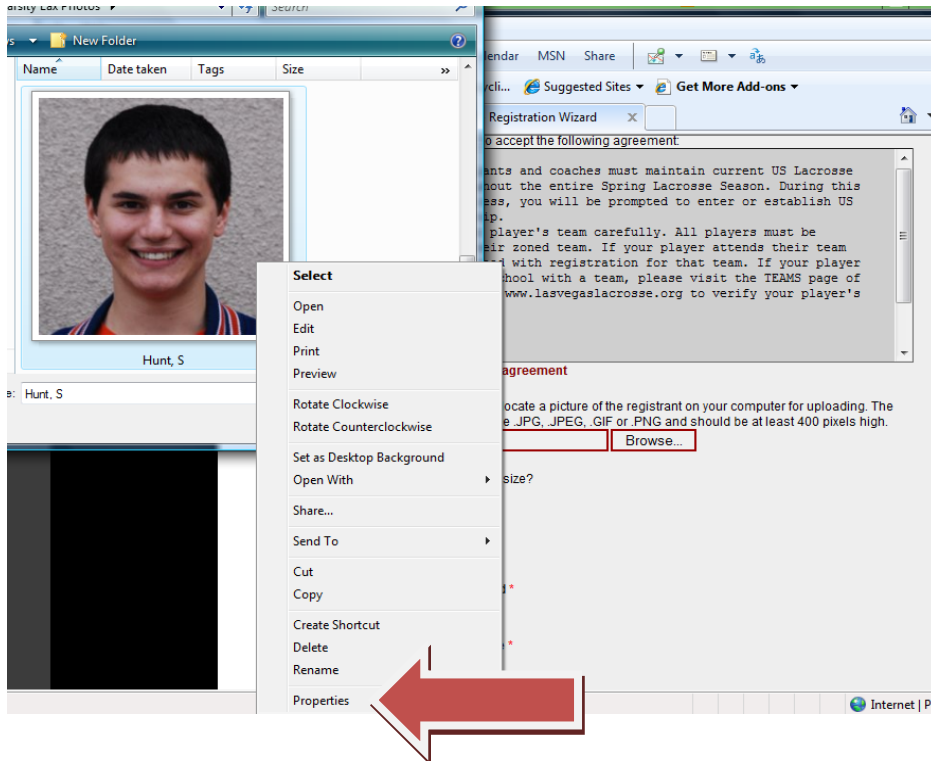 arsity Lax Photos
Search
New Folder
Name Date taken Tags Size »
Hunt, S
Hunt, S
Select
Open
Edit
Print
Preview
Rotate Clockwise
Rotate Counterclockwise
Set as Desktop Background
Open With
Share...
Send To
Cut
Copy
Create Shortcut
Delete
Rename
Properties
lendar MSN Share
ycli... Suggested Sites Get More Add-ons
Registration Wizard x
o accept the following agreement:
ants and coaches must maintain current US Lacrosse
hout the entire Spring Lacrosse Season. During this
ess, you will be prompted to enter or establish US
ip.
player's team carefully. All players must be
eir zoned team. If your player attends their team
ed with registration for that team. If your player
hool with a team, please visit the TEAMS page of
www.lasvegaslacrosse.org to verify your player's
agreement
ocate a picture of the registrant on your computer for uploading. The
e .JPG, .JPEG, .GIF or .PNG and should be at least 400 pixels high.
Browse...
size?
*
*
Internet | P